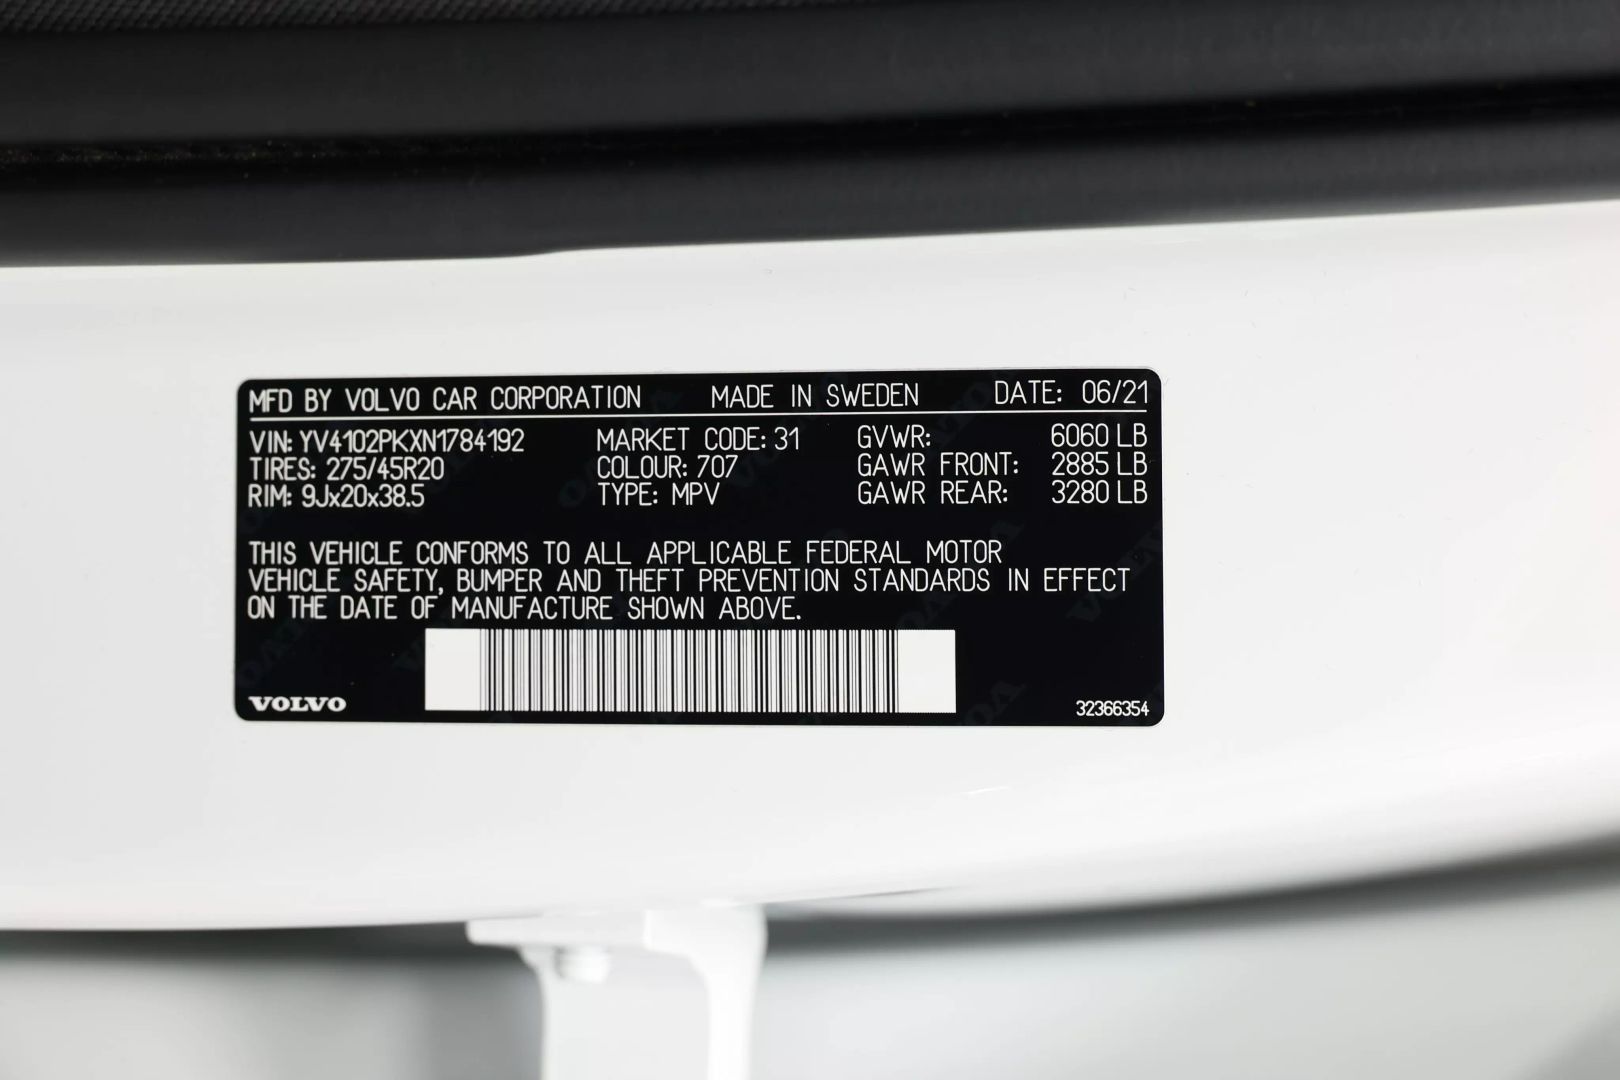 MFD BY VOLVO CAR CORPORATION MADE IN SWEDEN DATE: 06/21
VIN: YV4102PKXN1784192 MARKET CODE: 31 GVWR: 6060 LB
TIRES: 275/45R20 COLOUR: 707 GAWR FRONT: 2885 LB
RIM: 9Jx20x38.5 TYPE: MPV GAWR REAR: 3280 LB
THIS VEHICLE CONFORMS TO ALL APPLICABLE FEDERAL MOTOR
VEHICLE SAFETY, BUMPER AND THEFT PREVENTION STANDARDS IN EFFECT
ON THE DATE OF MANUFACTURE SHOWN ABOVE.
VOLVO 32366354